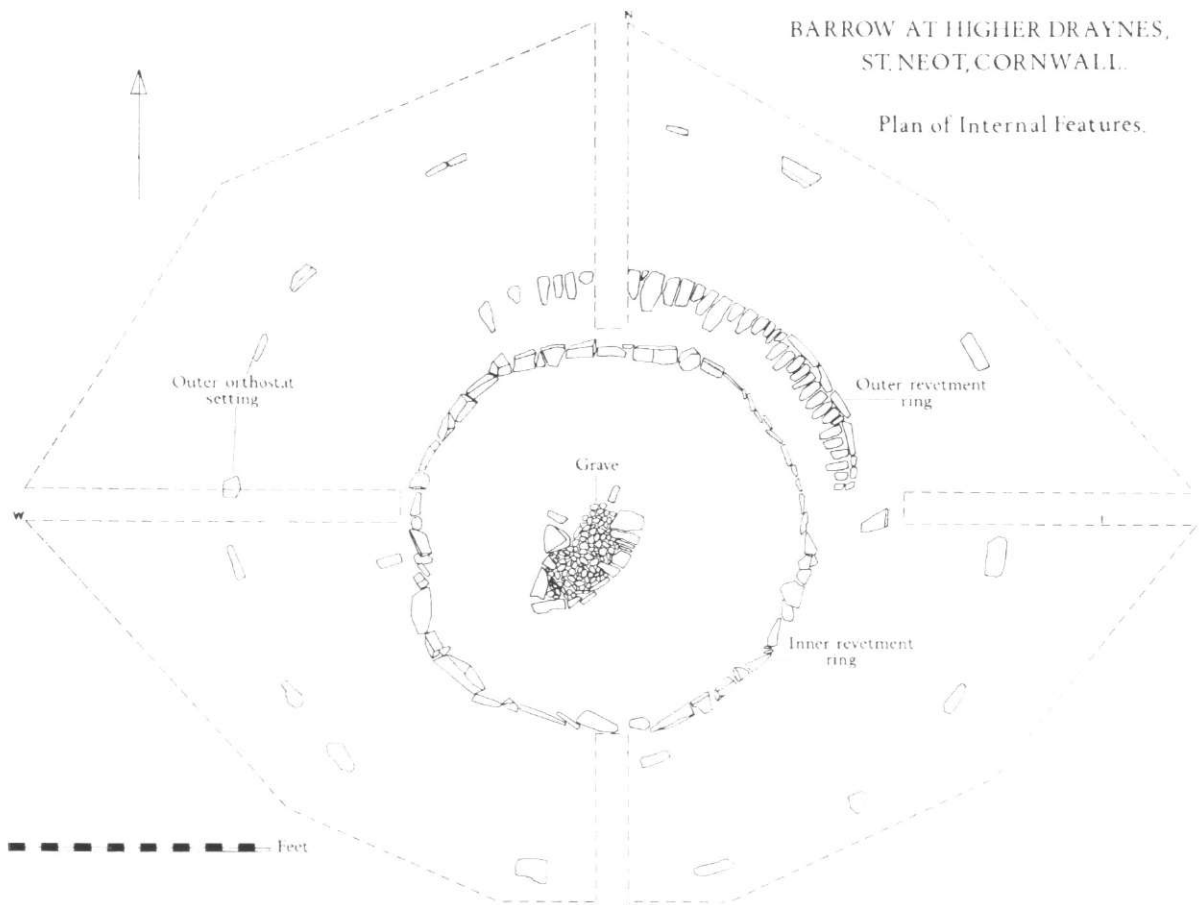 N
BARROW AT HIGHER DRAYNES,
ST. NEOT, CORNWALL.
Plan of Internal Features.
Outer orthostat
setting
Outer revetment
ring
Grave
W
Inner revetment
ring
Feet